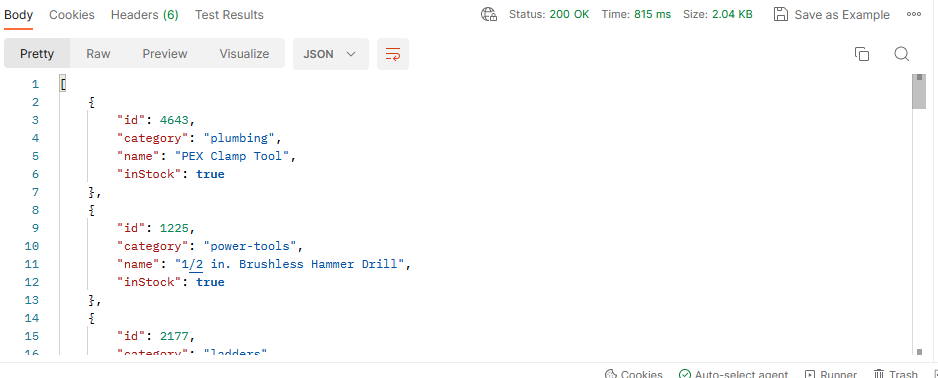 Body Cookies Headers (6) Test Results Status: 200 OK Time: 815 ms Size: 2.04 KB Save as Example
Pretty Raw Preview Visualize JSON
1 [
2 {
3 "id": 4643,
4 "category": "plumbing",
5 "name": "PEX Clamp Tool",
6 "inStock": true
7 },
8 {
9 "id": 1225,
10 "category": "power-tools",
11 "name": "1/2 in. Brushless Hammer Drill",
12 "inStock": true
13 },
14 {
15 "id": 2177,
16 "category": "ladders"
Cookies Auto-select agent Runner Trash